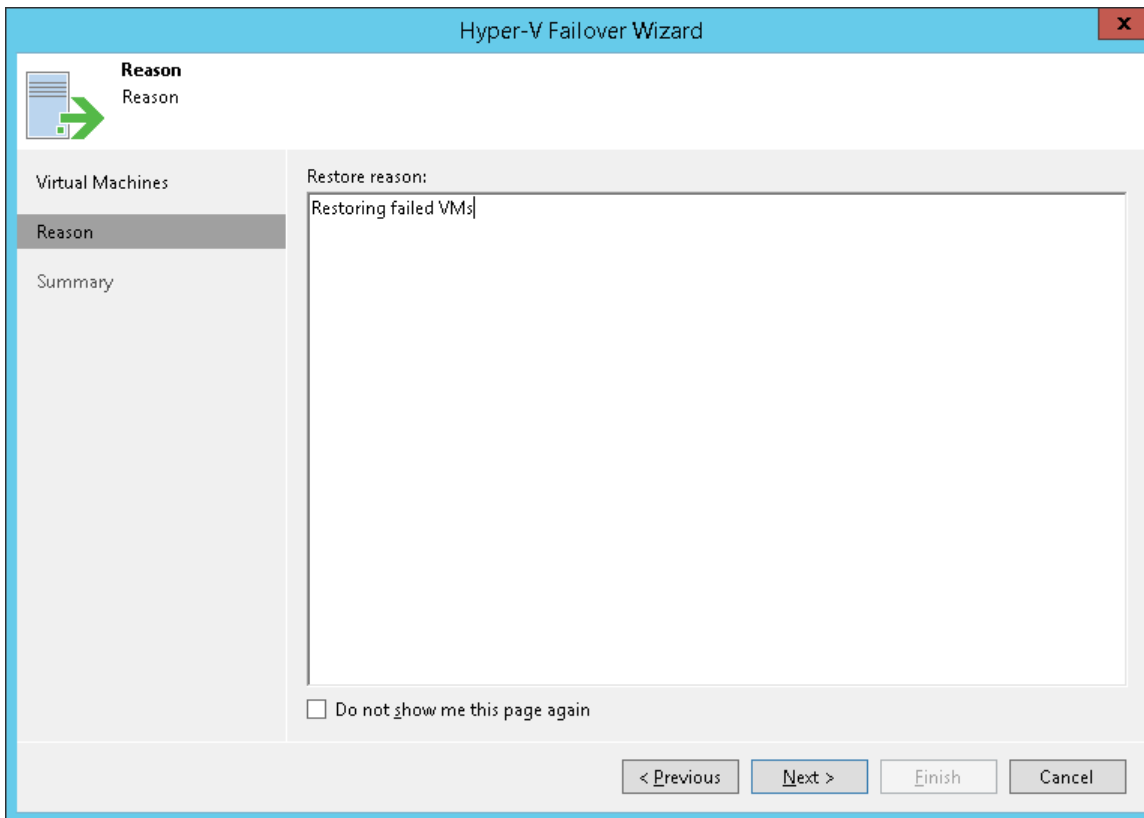 Hyper-V Failover Wizard
x
Reason
Reason
Virtual Machines
Reason
Summary
Restore reason:
Restoring failed VMs
Do not show me this page again
< Previous
Next >
Finish
Cancel